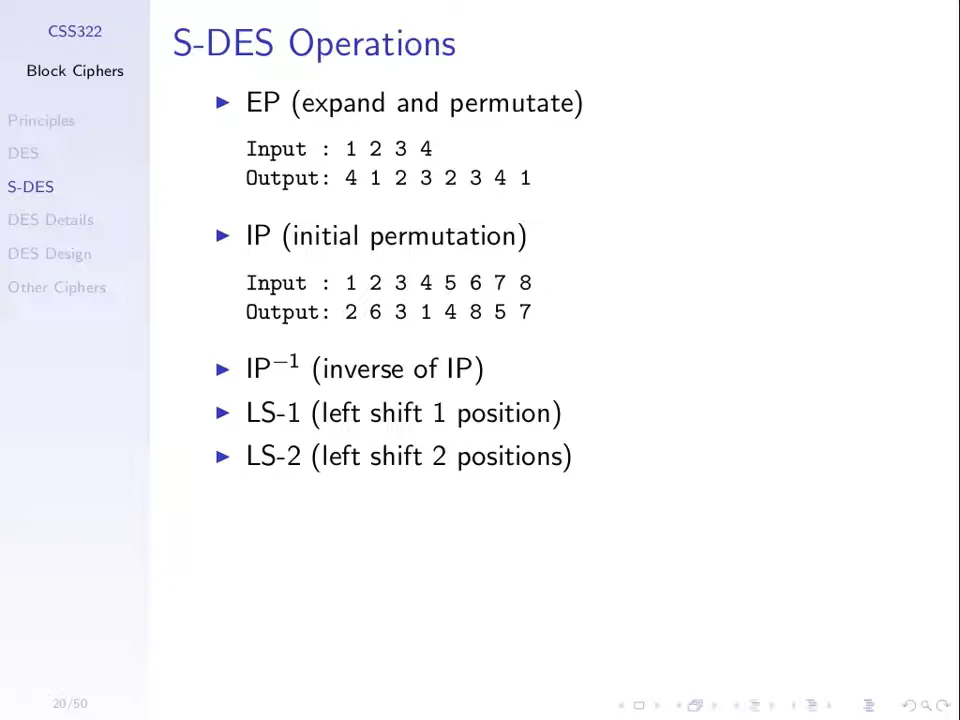 CSS322
Block Ciphers
Principles
DES
S-DES
DES Details
DES Design
Other Ciphers
20/50
S-DES Operations
▶ EP (expand and permutate)
Input : 1 2 3 4
Output: 4 1 2 3 2 3 4 1
▶ IP (initial permutation)
Input : 1 2 3 4 5 6 7 8
Output: 2 6 3 1 4 8 5 7
▶ IP⁻¹ (inverse of IP)
▶ LS-1 (left shift 1 position)
▶ LS-2 (left shift 2 positions)